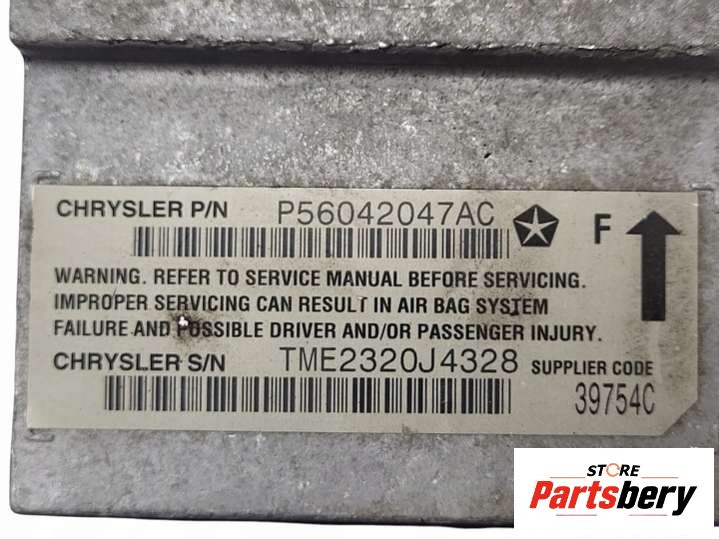 CHRYSLER P/N P56042047AC F
WARNING. REFER TO SERVICE MANUAL BEFORE SERVICING.
IMPROPER SERVICING CAN RESULT IN AIR BAG SYSTEM
FAILURE AND POSSIBLE DRIVER AND/OR PASSENGER INJURY.
CHRYSLER S/N TME2320J4328 SUPPLIER CODE
39754C
STORE
Partsbery